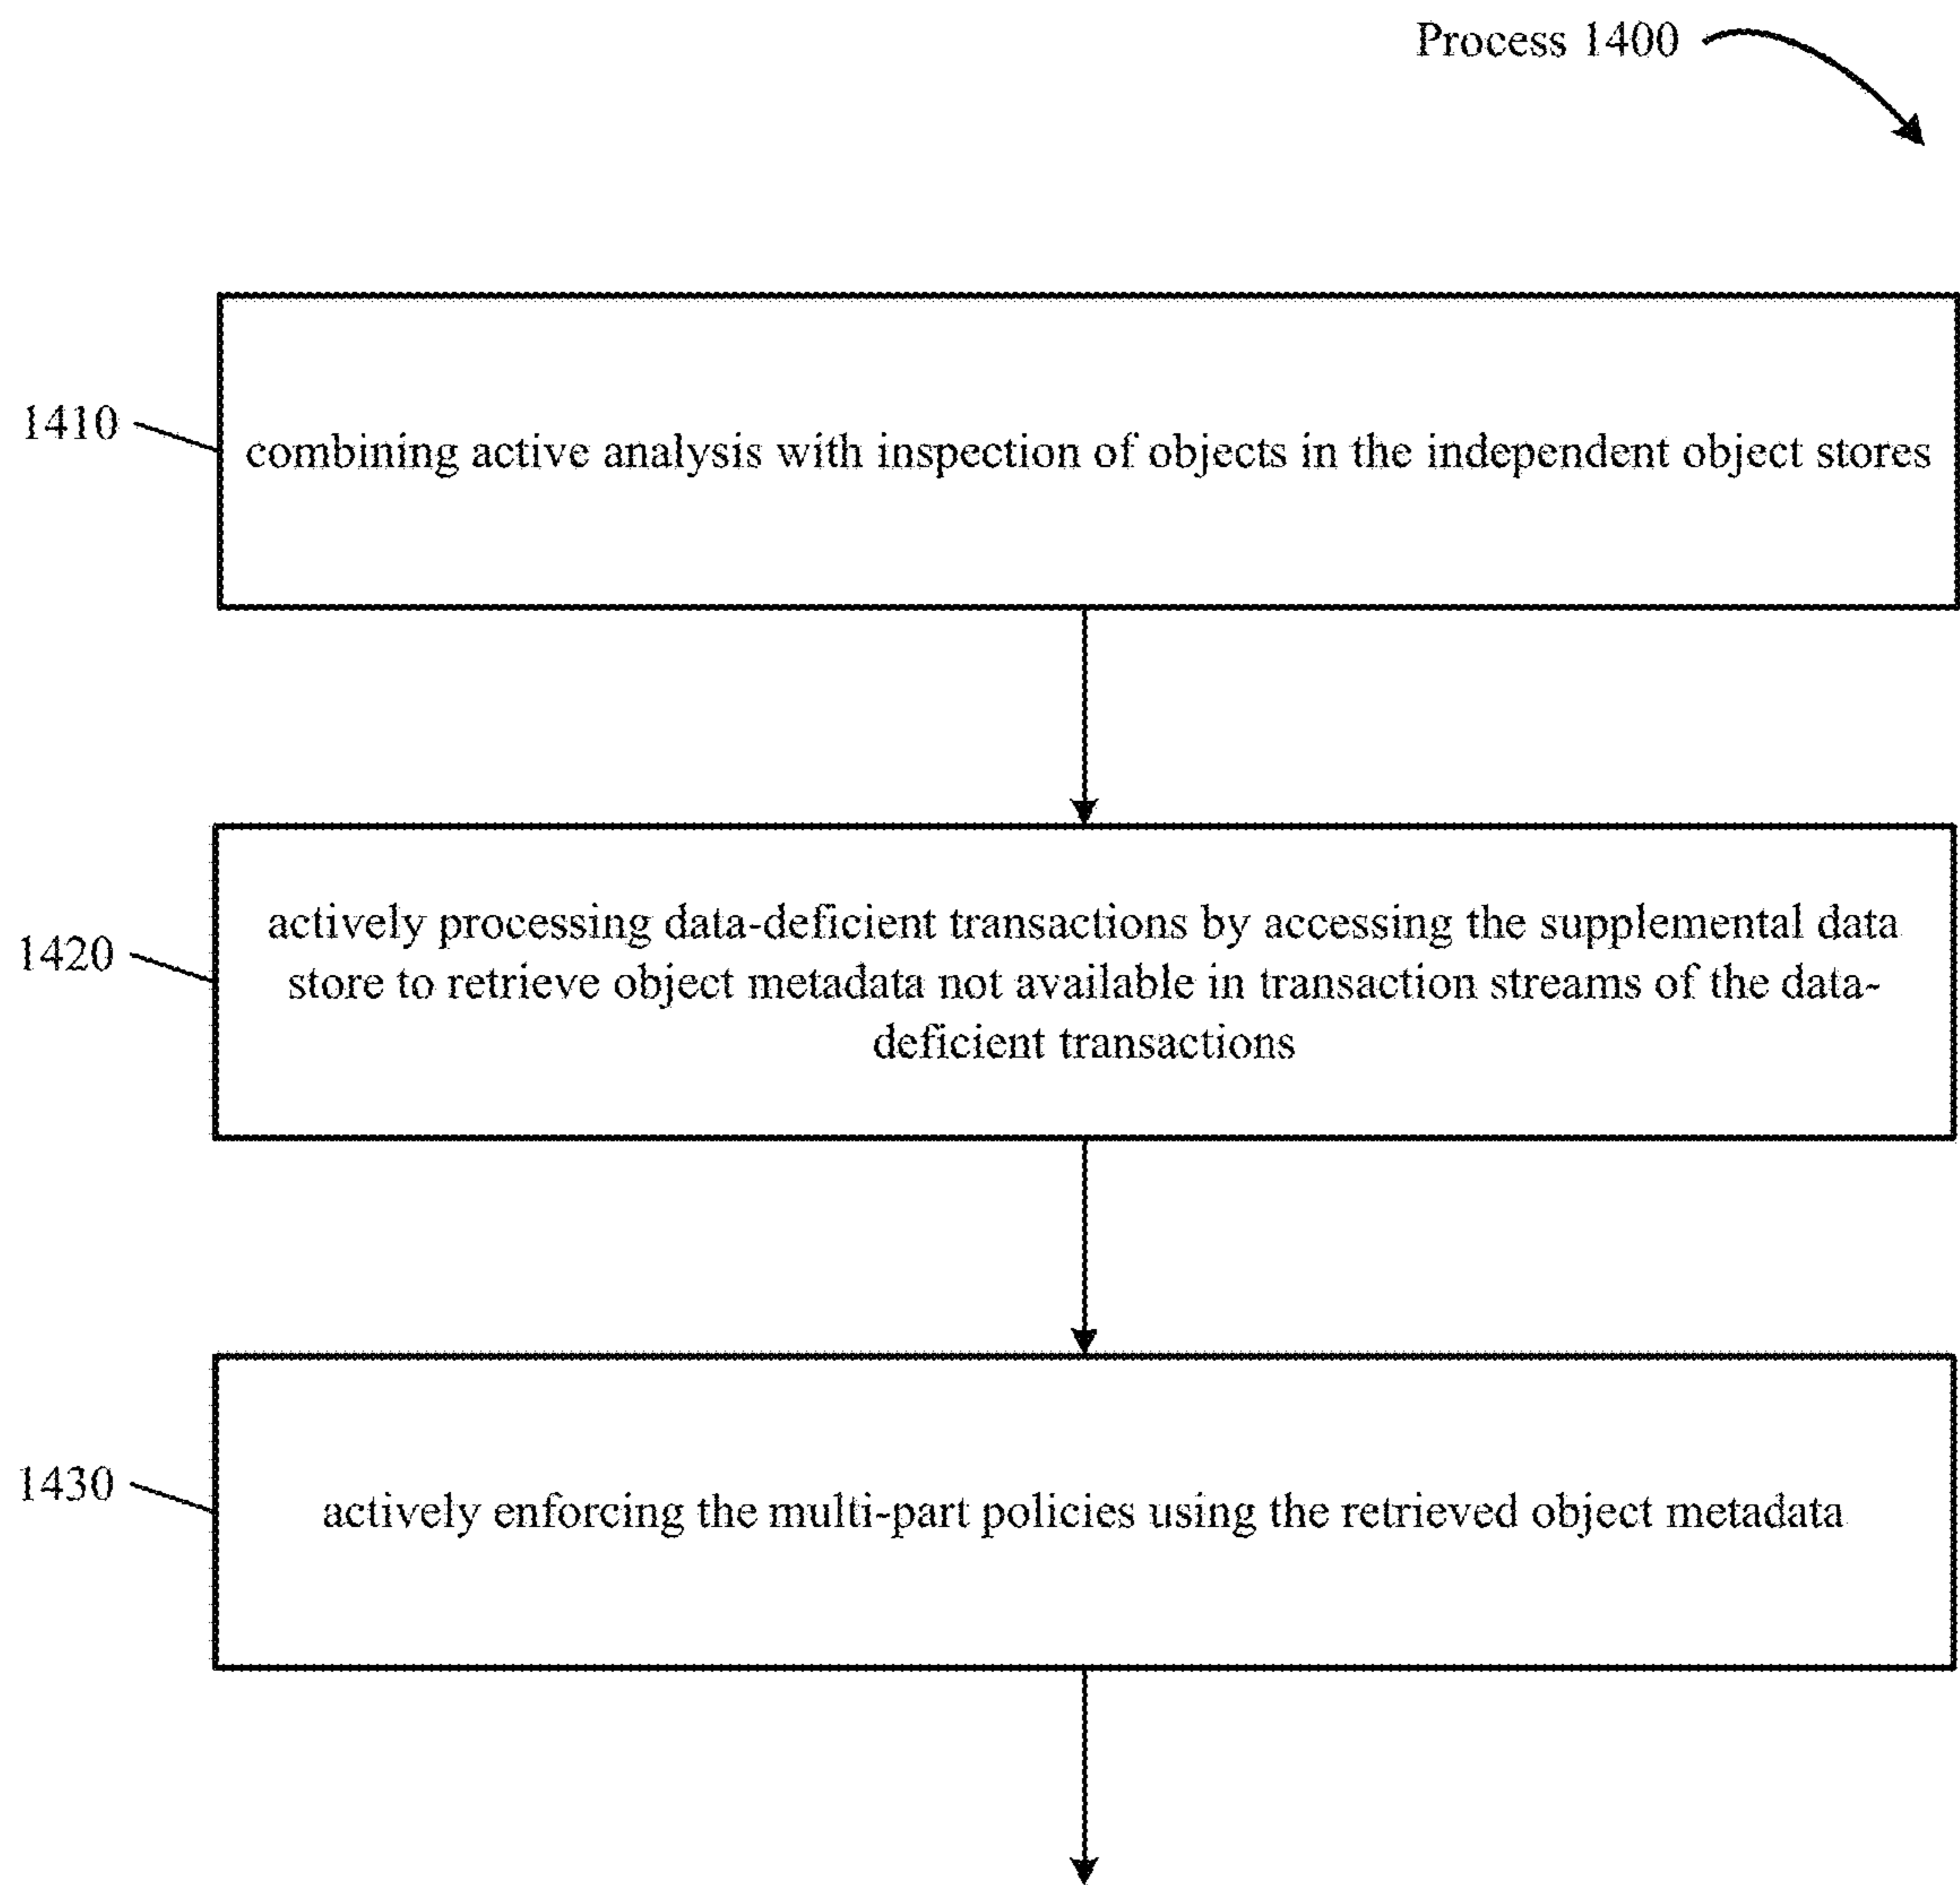 Process 1400
1410
combining active analysis with inspection of objects in the independent object stores
1420
actively processing data-deficient transactions by accessing the supplemental data
store to retrieve object metadata not available in transaction streams of the data-
deficient transactions
1430
actively enforcing the multi-part policies using the retrieved object metadata